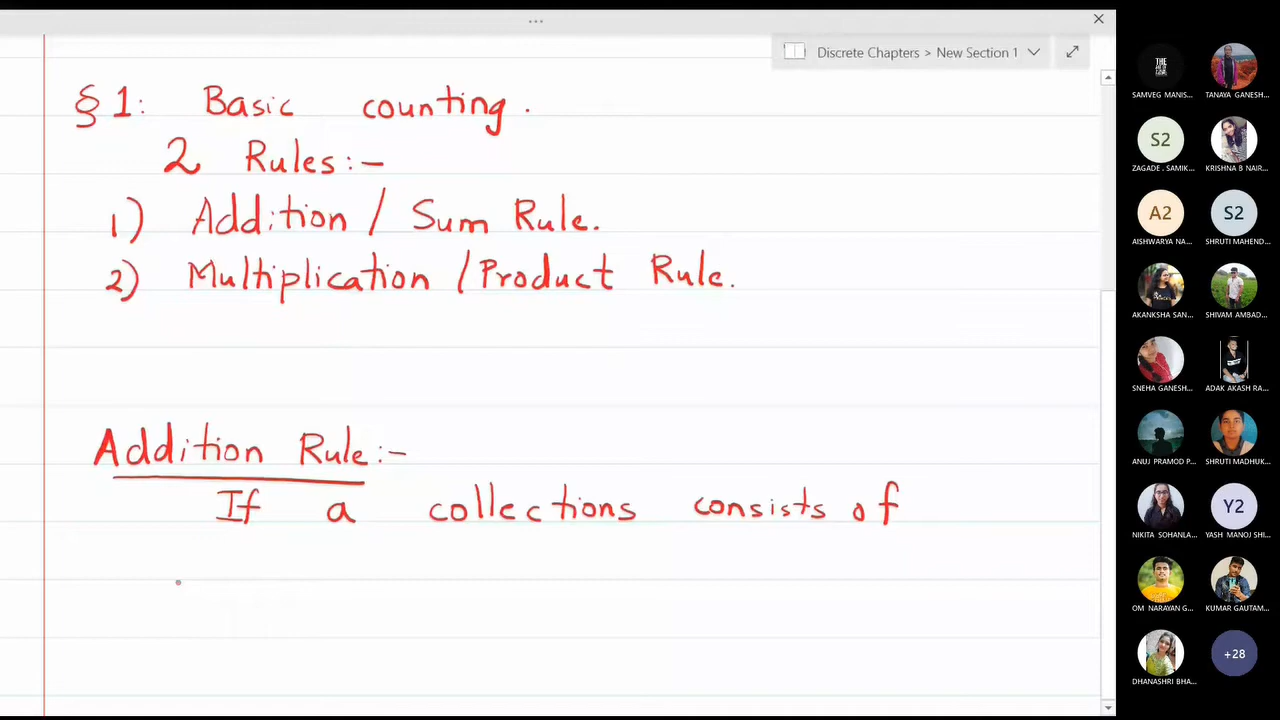 ...
Discrete Chapters > New Section 1
§ 1: Basic counting.
2 Rules:-
1) Addition / Sum Rule.
2) Multiplication / Product Rule.
Addition Rule:-
If a collections consists of
SAMVEG MANIS...
TANAYA GANESH...
S2
ZAGADE . SAMIK...
KRISHNA B NAIR...
A2
S2
AISHWARYA NA...
SHRUTI MAHEND...
AKANKSHA SAN...
SHIVAM AMBAD...
SNEHA GANESH...
ADAK AKASH RA...
ANUJ PRAMOD P...
SHRUTI MADHUK...
Y2
NIKITA SOHANLA...
YASH MANOJ SHI...
OM NARAYAN G...
KUMAR GAUTAM...
+28
DHANASHRI BHA...